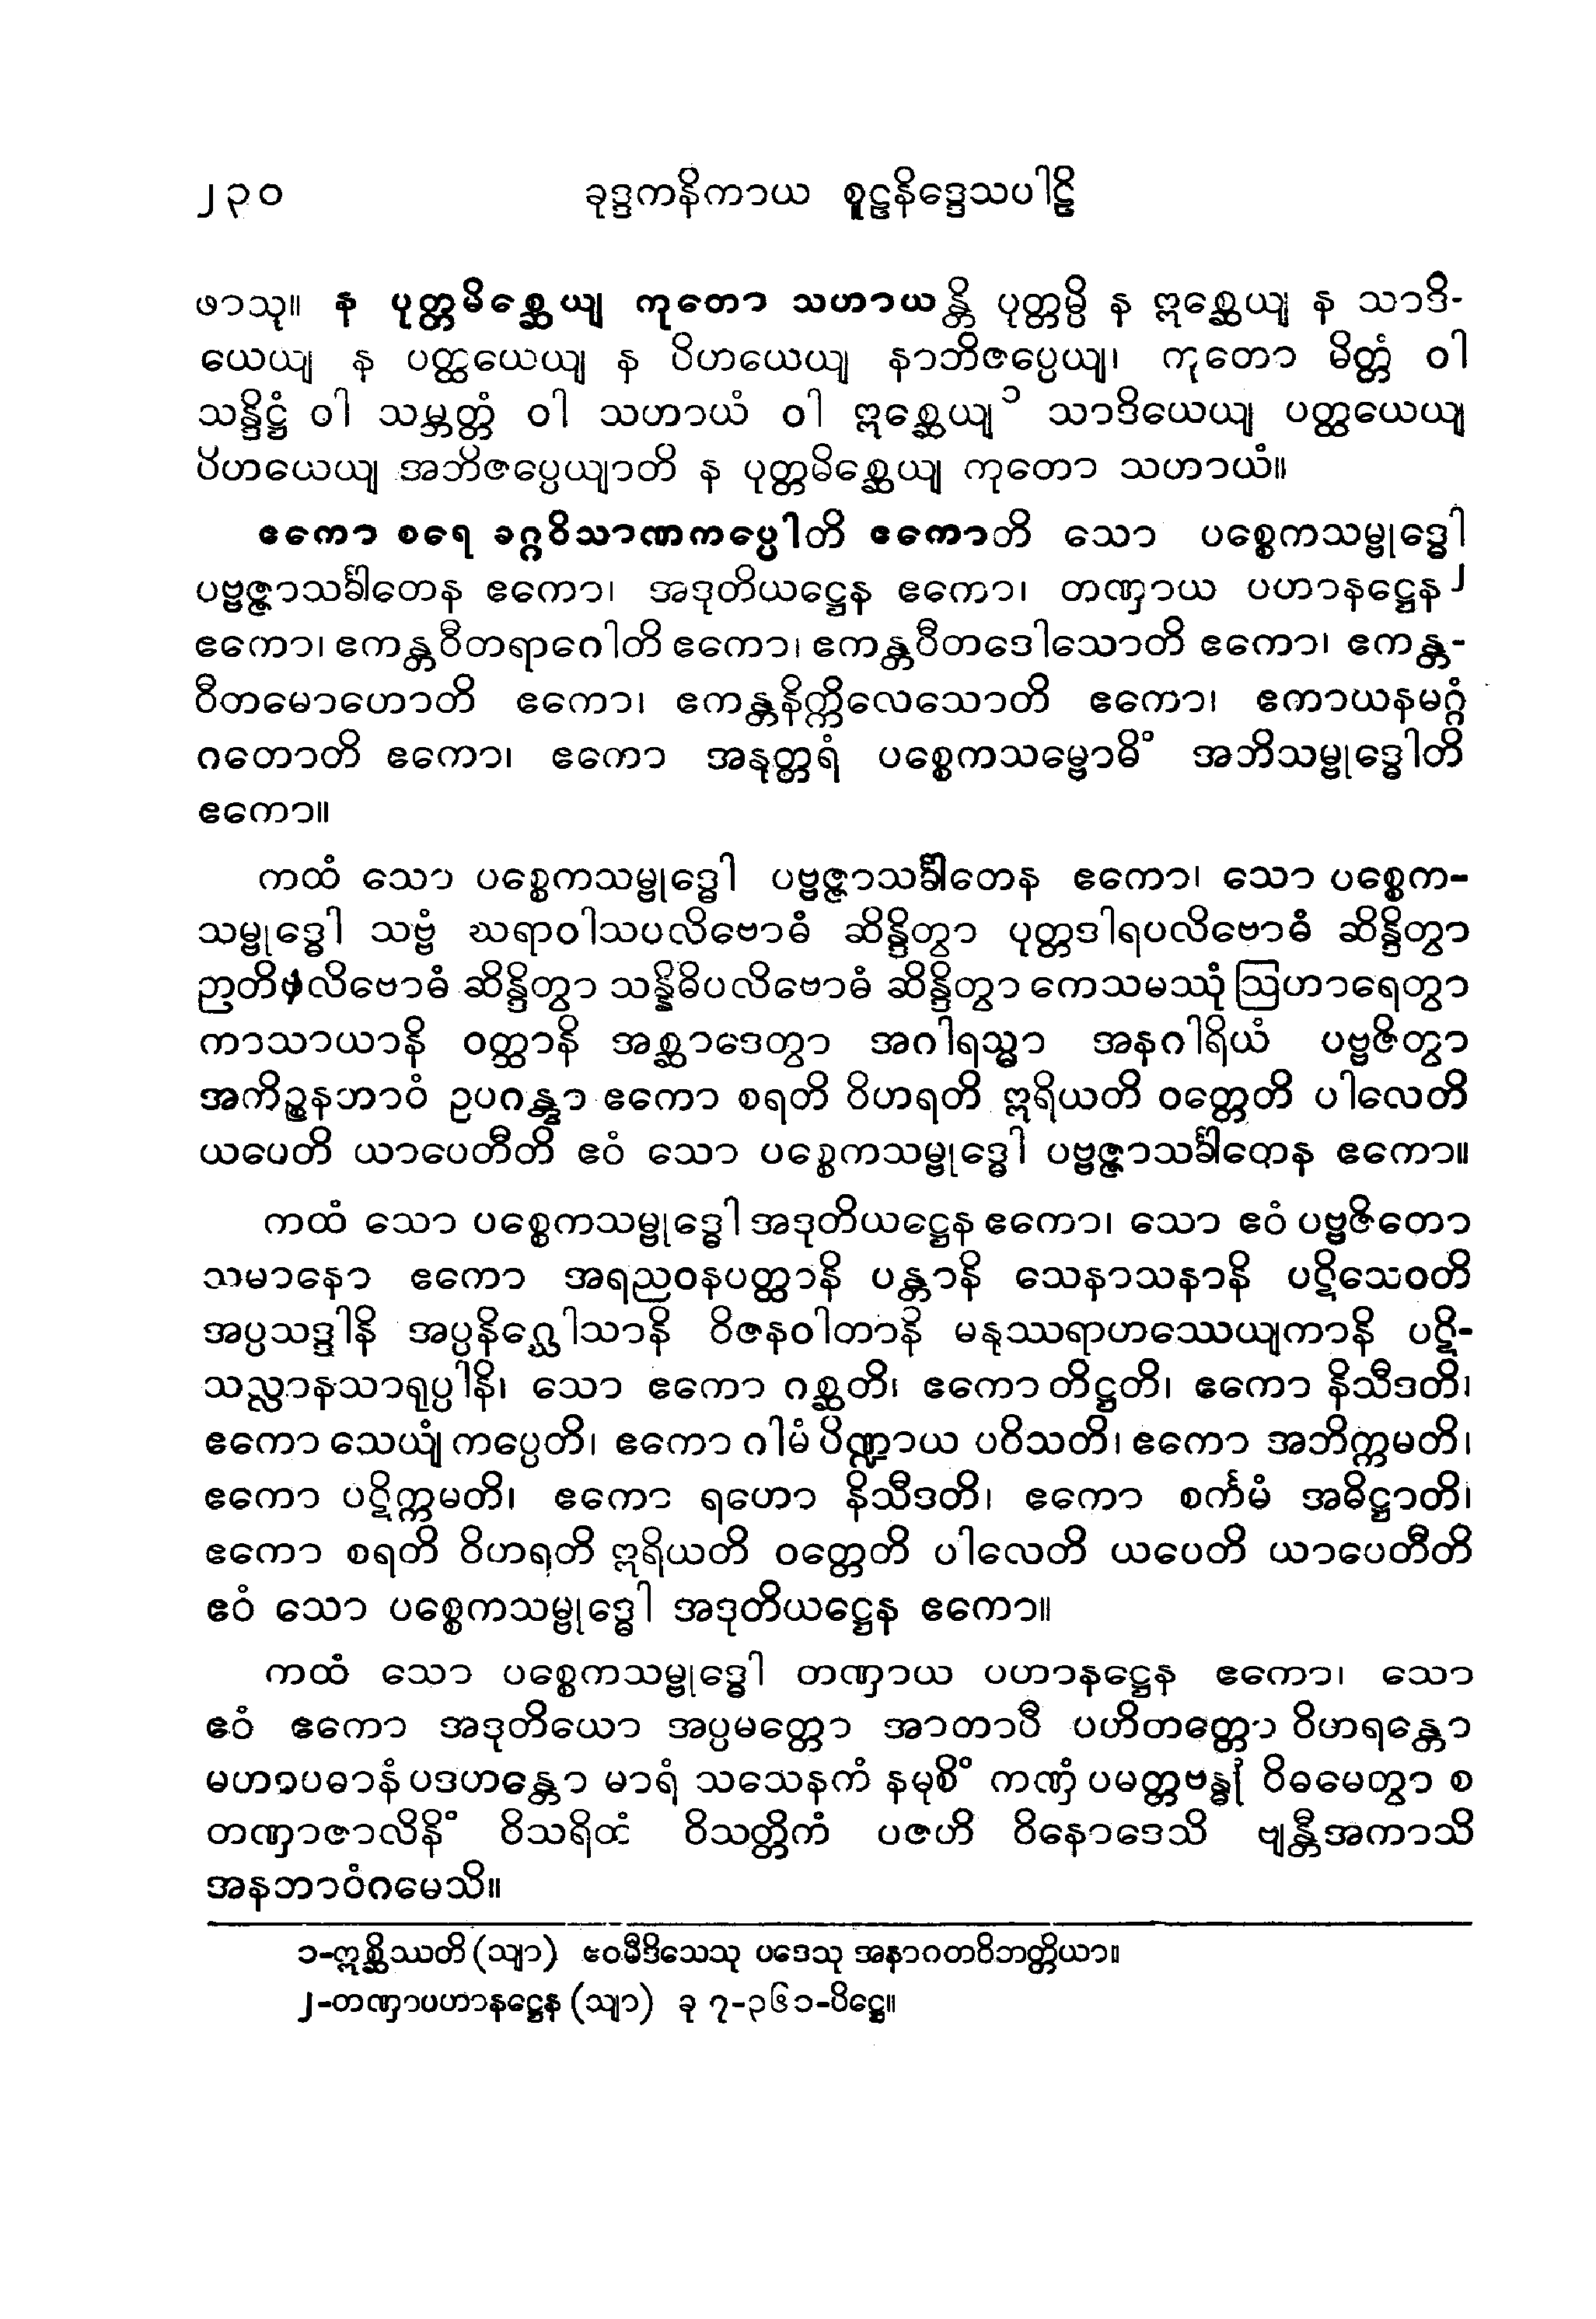 ၂၃၀ ခုဒ္ဒကနိကာယ စူဠနိဒ္ဒေသပါဠိ
ဖာသု။ န ပုတ္တမိစ္ဆေယျ ကုတော သဟာယန္တိ ပုတ္တမ္ပိ န ဣစ္ဆေယျ န သာဒိ-
ယေယျ န ပတ္ထယေယျ န ပိဟယေယျ နာဘိဇပ္ပေယျ၊ ကုတော မိတ္တံ ဝါ
သန္ဒိဋ္ဌံ ဝါ သမ္ဘတ္တံ ဝါ သဟာယံ ဝါ ဣစ္ဆေယျ ၁ သာဒိယေယျ ပတ္ထယေယျ
ပိဟယေယျ အဘိဇပ္ပေယျာတိ န ပုတ္တမိစ္ဆေယျ ကုတော သဟာယံ။
ဧကော စရေ ခဂ္ဂဝိသာဏကပ္ပေါတိ ဧကောတိ သော ပစ္စေကသမ္ဗုဒ္ဓေါ
ပဗ္ဗဇ္ဇာသင်္ခါတေန ဧကော၊ အဒုတိယဋ္ဌေန ဧကော၊ တဏှာယ ပဟာနဋ္ဌေန ၂
ဧကော၊ ဧကန္တဝီတရာဂေါတိ ဧကော၊ ဧကန္တဝီတဒေါသောတိ ဧကော၊ ဧကန္တ-
ဝီတမောဟောတိ ဧကော၊ ဧကန္တနိက္ကိလေသောတိ ဧကော၊ ဧကာယနမဂ္ဂံ
ဂတောတိ ဧကော၊ ဧကော အနုတ္တရံ ပစ္စေကသမ္ဗောဓိံ အဘိသမ္ဗုဒ္ဓေါတိ
ဧကော။
ကထံ သော ပစ္စေကသမ္ဗုဒ္ဓေါ ပဗ္ဗဇ္ဇာသင်္ခါတေန ဧကော၊ သော ပစ္စေက-
သမ္ဗုဒ္ဓေါ သဗ္ဗံ ဃရာဝါသပလိဗောဓံ ဆိန္ဒိတွာ ပုတ္တဒါရပလိဗောဓံ ဆိန္ဒိတွာ
ဉာတိပလိဗောဓံ ဆိန္ဒိတွာ သန္နိဓိပလိဗောဓံ ဆိန္ဒိတွာ ကေသမဿုံ ဩဟာရေတွာ
ကာသာယာနိ ဝတ္ထာနိ အစ္ဆာဒေတွာ အဂါရသ္မာ အနဂါရိယံ ပဗ္ဗဇိတွာ
အကိဉ္စနဘာဝံ ဥပဂန္တွာ ဧကော စရတိ ဝိဟရတိ ဣရိယတိ ဝတ္တေတိ ပါလေတိ
ယပေတိ ယာပေတီတိ ဧဝံ သော ပစ္စေကသမ္ဗုဒ္ဓေါ ပဗ္ဗဇ္ဇာသင်္ခါတေန ဧကော။
ကထံ သော ပစ္စေကသမ္ဗုဒ္ဓေါ အဒုတိယဋ္ဌေန ဧကော၊ သော ဧဝံ ပဗ္ဗဇိတော
သမာနော ဧကော အရညဝနပတ္ထာနိ ပန္တာနိ သေနာသနာနိ ပဋိသေဝတိ
အပ္ပသဒ္ဒါနိ အပ္ပနိဂ္ဃေါသာနိ ဝိဇနဝါတာနိ မနုဿရာဟဿေယျကာနိ ပဋိ-
သလ္လာနသာရုပ္ပါနိ၊ သော ဧကော ဂစ္ဆတိ၊ ဧကော တိဋ္ဌတိ၊ ဧကော နိသီဒတိ၊
ဧကော သေယျံ ကပ္ပေတိ၊ ဧကော ဂါမံ ပိဏ္ဍာယ ပဝိသတိ၊ ဧကော အဘိက္ကမတိ၊
ဧကော ပဋိက္ကမတိ၊ ဧကော ရဟော နိသီဒတိ၊ ဧကော စင်္ကမံ အဓိဋ္ဌာတိ၊
ဧကော စရတိ ဝိဟရတိ ဣရိယတိ ဝတ္တေတိ ပါလေတိ ယပေတိ ယာပေတီတိ
ဧဝံ သော ပစ္စေကသမ္ဗုဒ္ဓေါ အဒုတိယဋ္ဌေန ဧကော။
ကထံ သော ပစ္စေကသမ္ဗုဒ္ဓေါ တဏှာယ ပဟာနဋ္ဌေန ဧကော၊ သော
ဧဝံ ဧကော အဒုတိယော အပ္ပမတ္တော အာတာပီ ပဟိတတ္တော ဝိဟရန္တော
မဟာပဓာနံ ပဒဟန္တော မာရံ သသေနကံ နမုစိံ ကဏှံ ပမတ္တဗန္ဓုံ ဝိဓမေတွာ စ
တဏှာဇာလိနိံ ဝိသရိတံ ဝိသတ္တိကံ ပဇဟိ ဝိနောဒေသိ ဗျန္တီအကာသိ
အနဘာဝံဂမေသိ။
၁-ဣစ္ဆိဿတိ (သျာ) ဧဝမီဒိသေသု ပဒေသု အနာဂတဝိဘတ္တိယာ။
၂-တဏှာပဟာနဋ္ဌေန (သျာ) ခု ၇-၃၆၁-ပိဋ္ဌေ။